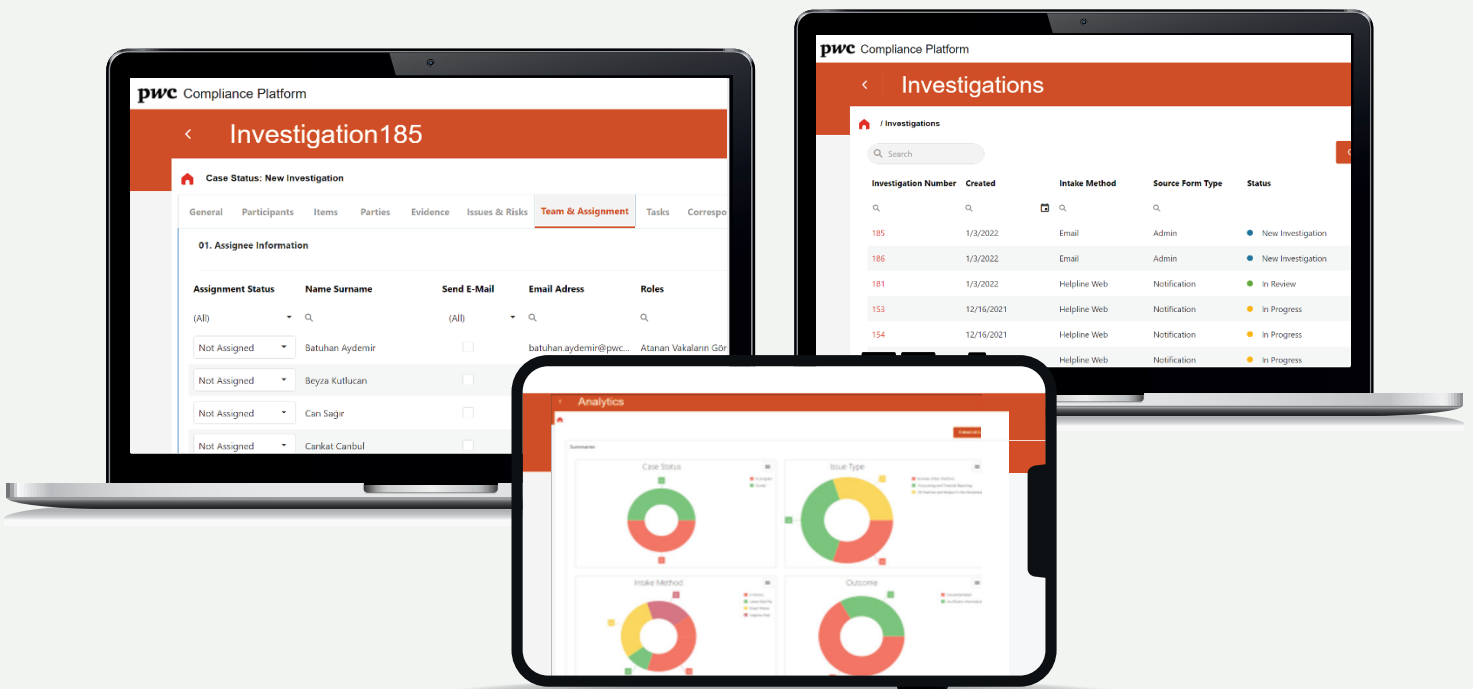 pwc Compliance Platform
Investigation185
Case Status: New Investigation
General Participants Items Parties Evidence Issues & Risks Team & Assignment Tasks Correspo
01. Assignee Information
Assignment Status Name Surname Send E-Mail Email Adress Roles
(All) (All)
Not Assigned Batuhan Aydemir batuhan.aydemir@pwc... Atanan Vakaların Gör
Not Assigned Beyza Kutlucan
Not Assigned Can Sağır
Not Assigned Cankat Canbul
pwc Compliance Platform
Investigations
/ Investigations
Search
Investigation Number Created Intake Method Source Form Type Status
185 1/3/2022 Email Admin New Investigation
186 1/3/2022 Email Admin New Investigation
181 1/3/2022 Helpline Web Notification In Review
153 12/16/2021 Helpline Web Notification In Progress
154 12/16/2021 Helpline Web Notification In Progress
Helpline Web Notification In Progress
Analytics
Summaries
Case Status
Issue Type
Intake Method
Outcome